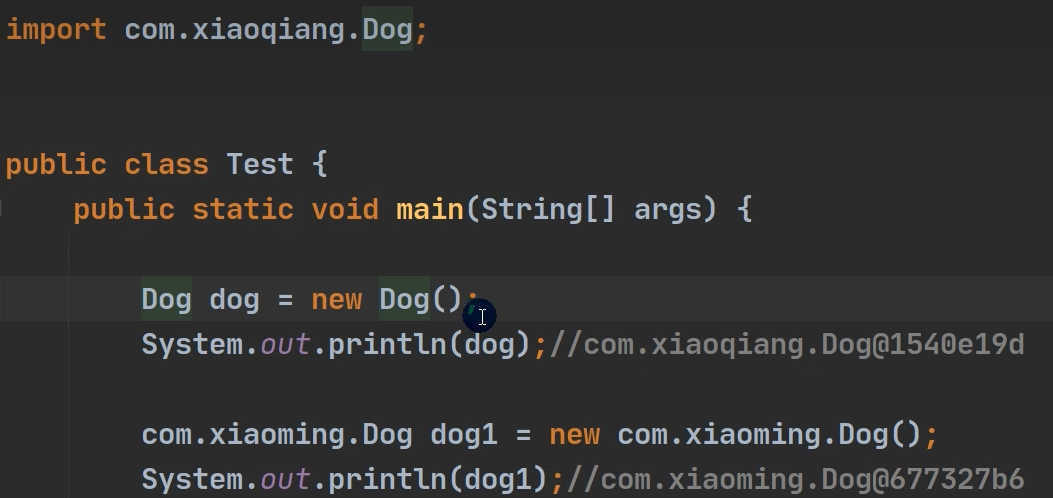 import com.xiaoqiang.Dog;
public class Test {
public static void main(String[] args) {
Dog dog = new Dog();
System.out.println(dog);//com.xiaoqiang.Dog@1540e19d
com.xiaoming.Dog dog1 = new com.xiaoming.Dog();
System.out.println(dog1);//com.xiaoming.Dog@677327b6